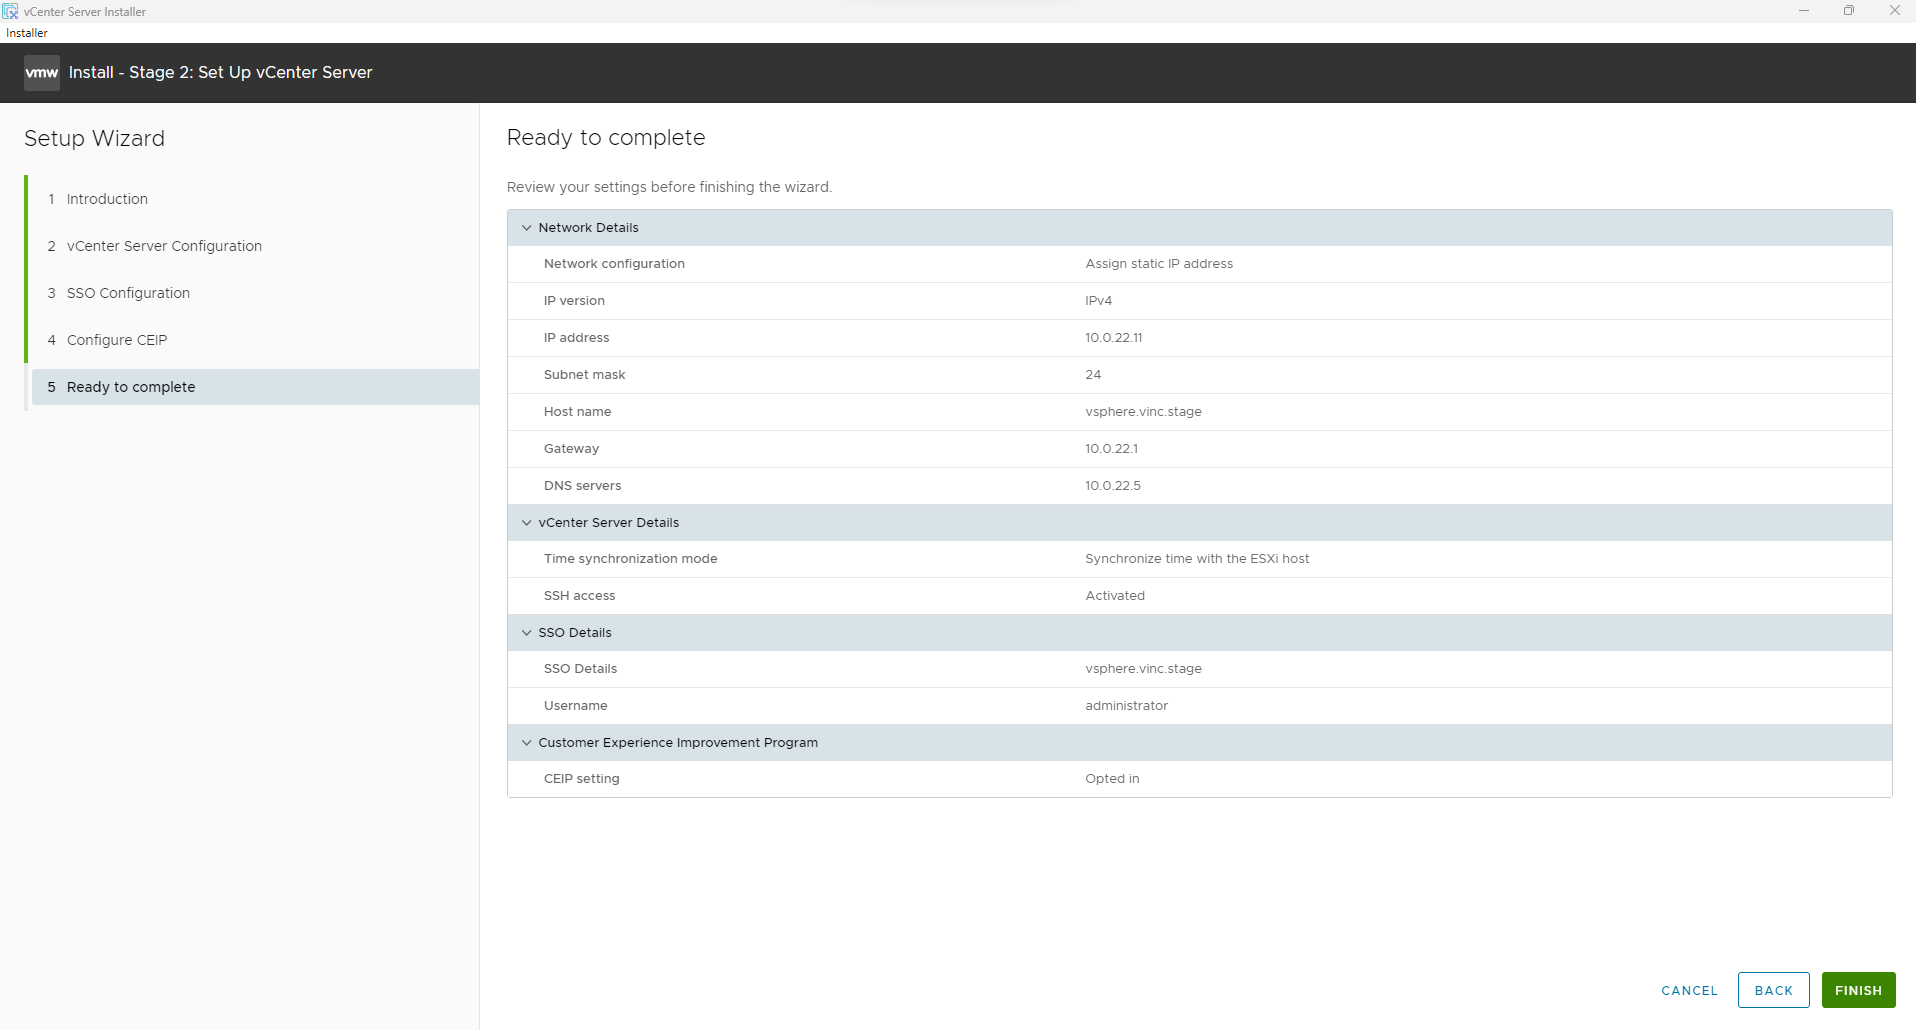 vCenter Server Installer
Installer
vmw Install - Stage 2: Set Up vCenter Server
Setup Wizard
1 Introduction
2 vCenter Server Configuration
3 SSO Configuration
4 Configure CEIP
5 Ready to complete
Ready to complete
Review your settings before finishing the wizard.
Network Details
Network configuration Assign static IP address
IP version IPv4
IP address 10.0.22.11
Subnet mask 24
Host name vsphere.vinc.stage
Gateway 10.0.22.1
DNS servers 10.0.22.5
vCenter Server Details
Time synchronization mode Synchronize time with the ESXi host
SSH access Activated
SSO Details
SSO Details vsphere.vinc.stage
Username administrator
Customer Experience Improvement Program
CEIP setting Opted in
CANCEL BACK FINISH